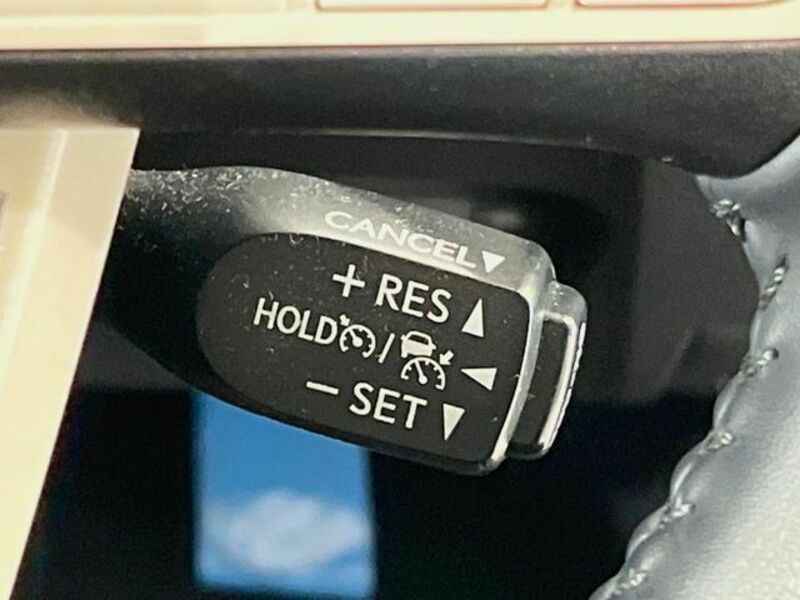 CANCEL▼
+ RES ▲
HOLD / ◀
− SET ▼